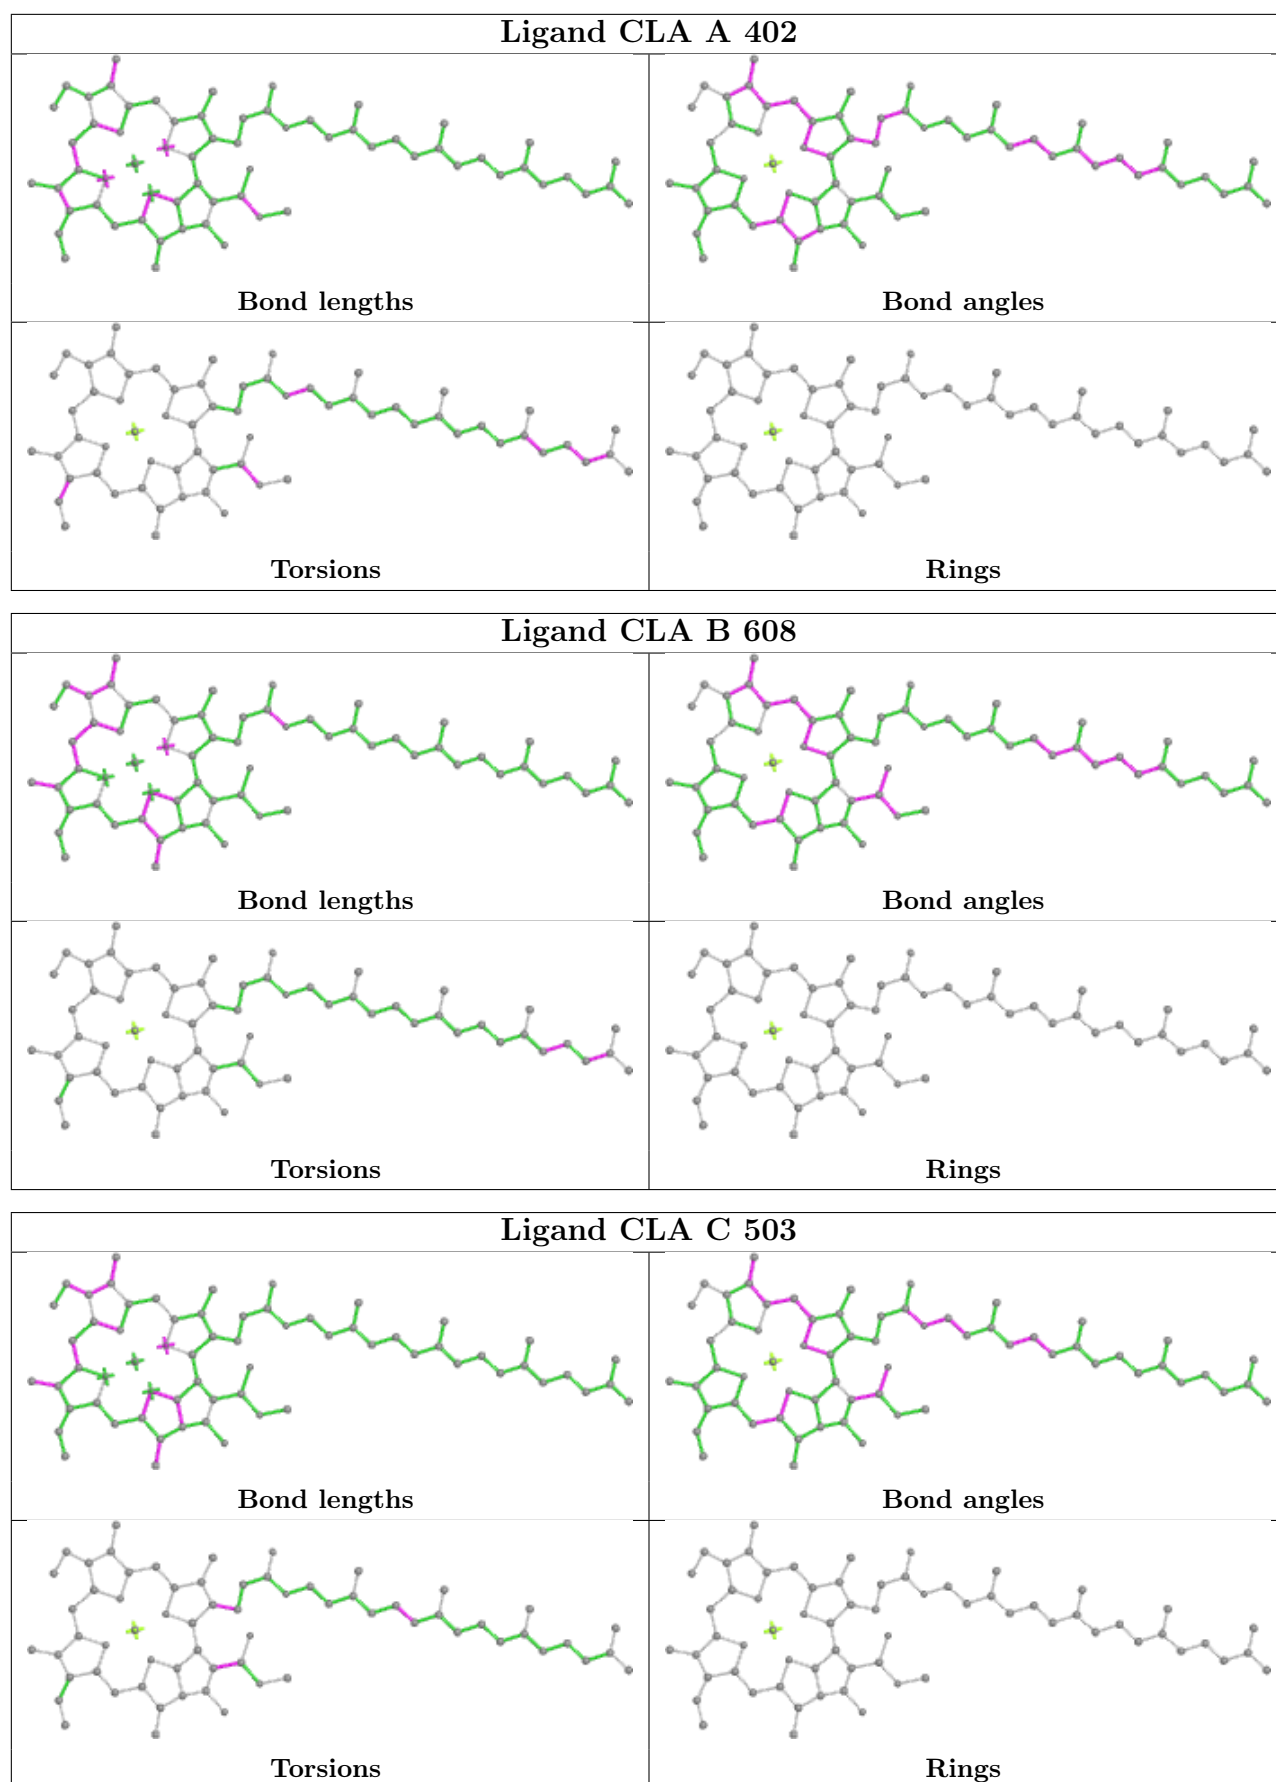 Ligand CLA A 402
Bond lengths
Bond angles
Torsions
Rings
Ligand CLA B 608
Bond lengths
Bond angles
Torsions
Rings
Ligand CLA C 503
Bond lengths
Bond angles
Torsions
Rings